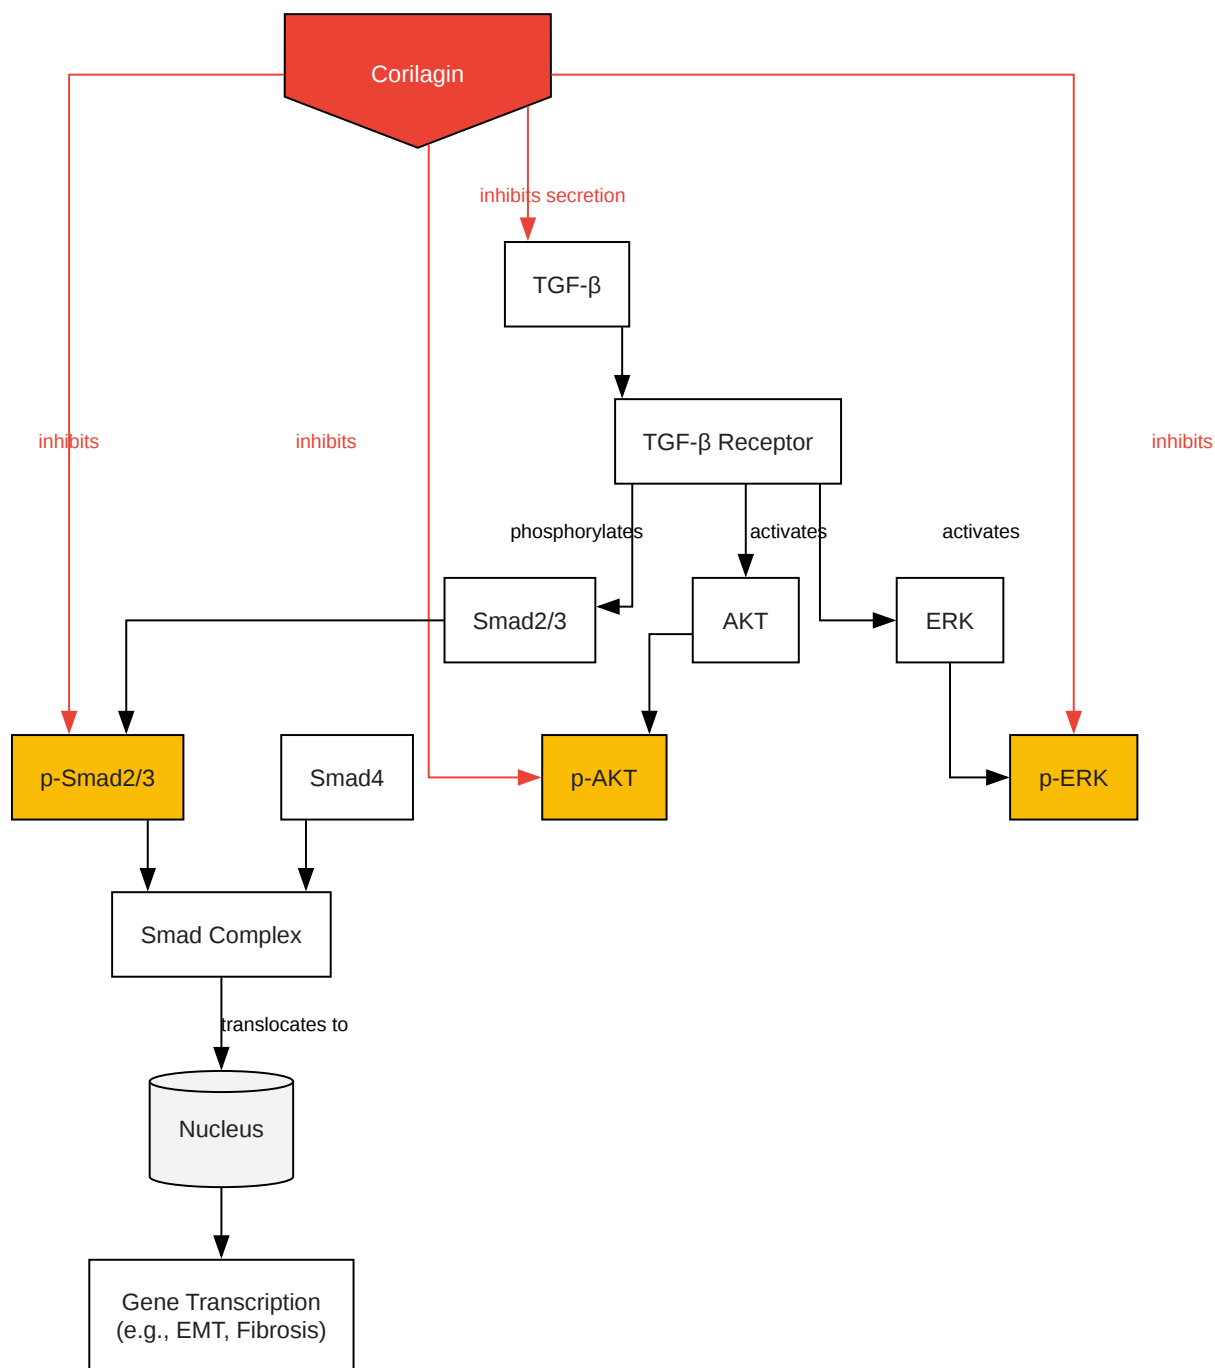 Corilagin
inhibits secretion
TGF-β
inhibits
inhibits
TGF-β Receptor
inhibits
phosphorylates
activates
activates
Smad2/3
AKT
ERK
p-Smad2/3
Smad4
p-AKT
p-ERK
Smad Complex
translocates to
Nucleus
Gene Transcription
(e.g., EMT, Fibrosis)